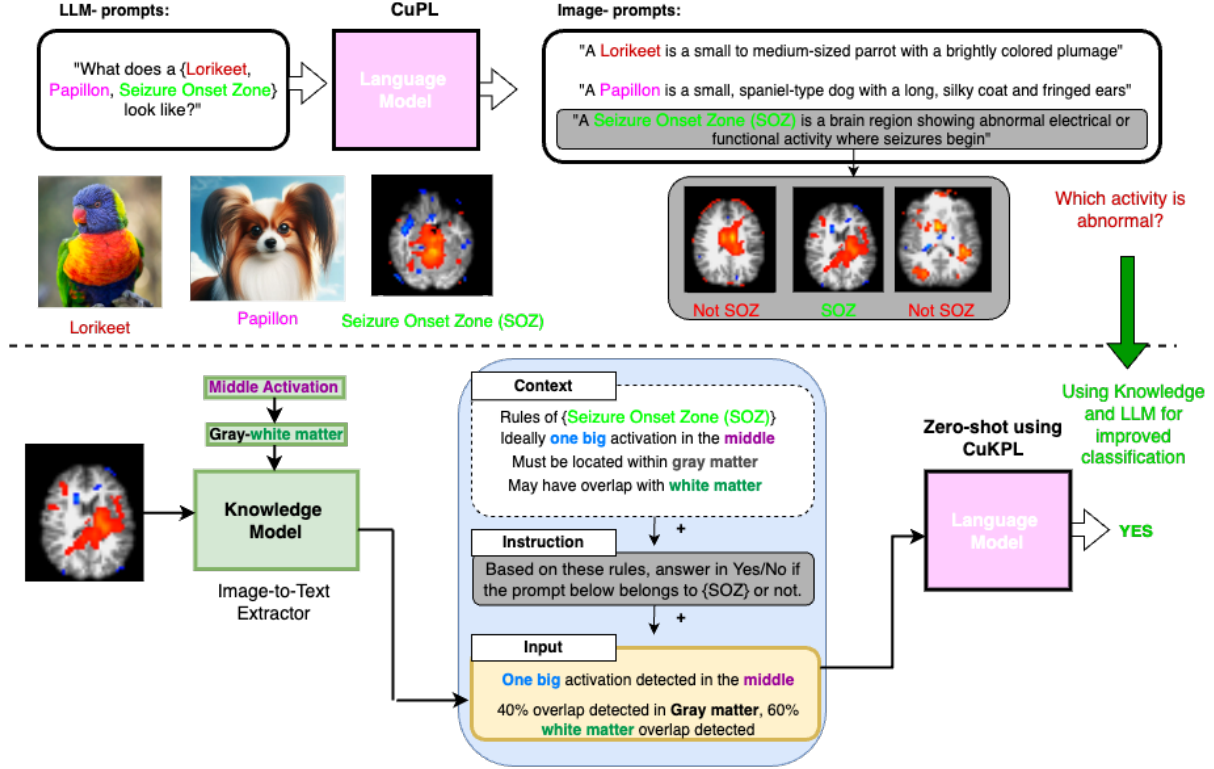 LLM- prompts:
CuPL
Image- prompts:
"What does a {Lorikeet,
Papillon, Seizure Onset Zone}
look like?"
Language
Model
"A Lorikeet is a small to medium-sized parrot with a brightly colored plumage"
"A Papillon is a small, spaniel-type dog with a long, silky coat and fringed ears"
"A Seizure Onset Zone (SOZ) is a brain region showing abnormal electrical or
functional activity where seizures begin"
Lorikeet
Papillon
Seizure Onset Zone (SOZ)
Not SOZ
SOZ
Not SOZ
Which activity is
abnormal?
Using Knowledge
and LLM for
improved
classification
Middle Activation
Gray-white matter
Knowledge
Model
Image-to-Text
Extractor
Context
Rules of {Seizure Onset Zone (SOZ)}
Ideally one big activation in the middle
Must be located within gray matter
May have overlap with white matter
+
Instruction
Based on these rules, answer in Yes/No if
the prompt below belongs to {SOZ} or not.
+
Input
One big activation detected in the middle
40% overlap detected in Gray matter, 60%
white matter overlap detected
Zero-shot using
CuKPL
Language
Model
YES